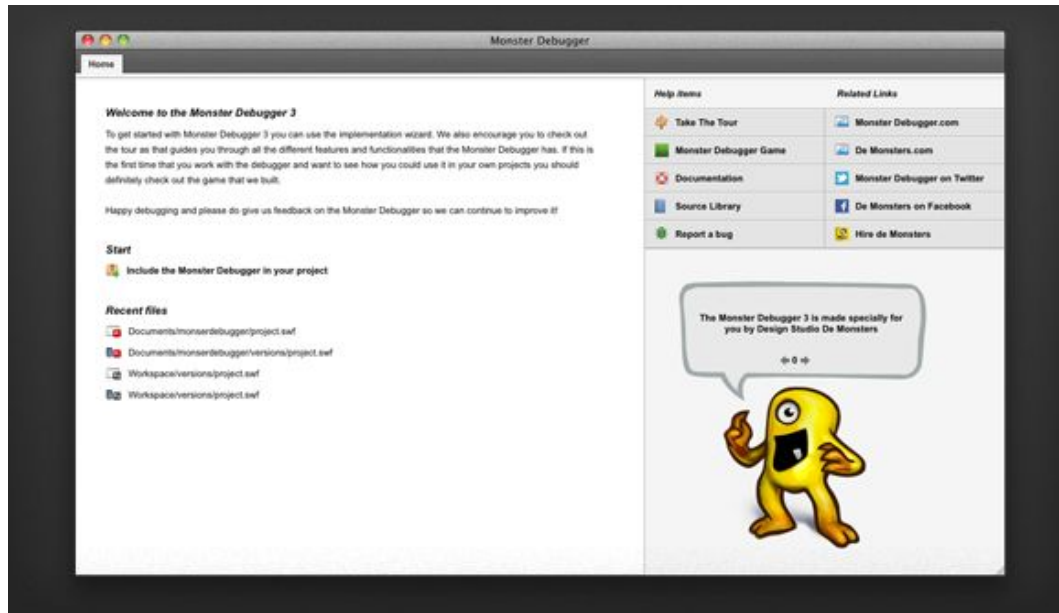 Monster Debugger
Home
Welcome to the Monster Debugger 3
To get started with Monster Debugger 3 you can use the implementation wizard. We also encourage you to check out
the tour as that guides you through all the different features and functionalities that the Monster Debugger has. If this is
the first time that you work with the debugger and want to see how you could use it in your own projects you should
definitely check out the game that we built.
Happy debugging and please do give us feedback on the Monster Debugger so we can continue to improve it!
Start
Include the Monster Debugger in your project
Recent files
Documents/monserdebugger/project.swf
Documents/monserdebugger/versions/project.swf
Workspace/versions/project.swf
Workspace/versions/project.swf
Help items
Take The Tour
Monster Debugger Game
Documentation
Source Library
Report a bug
Related Links
Monster Debugger.com
De Monsters.com
Monster Debugger on Twitter
De Monsters on Facebook
Hire de Monsters
The Monster Debugger 3 is made specially for
you by Design Studio De Monsters
0